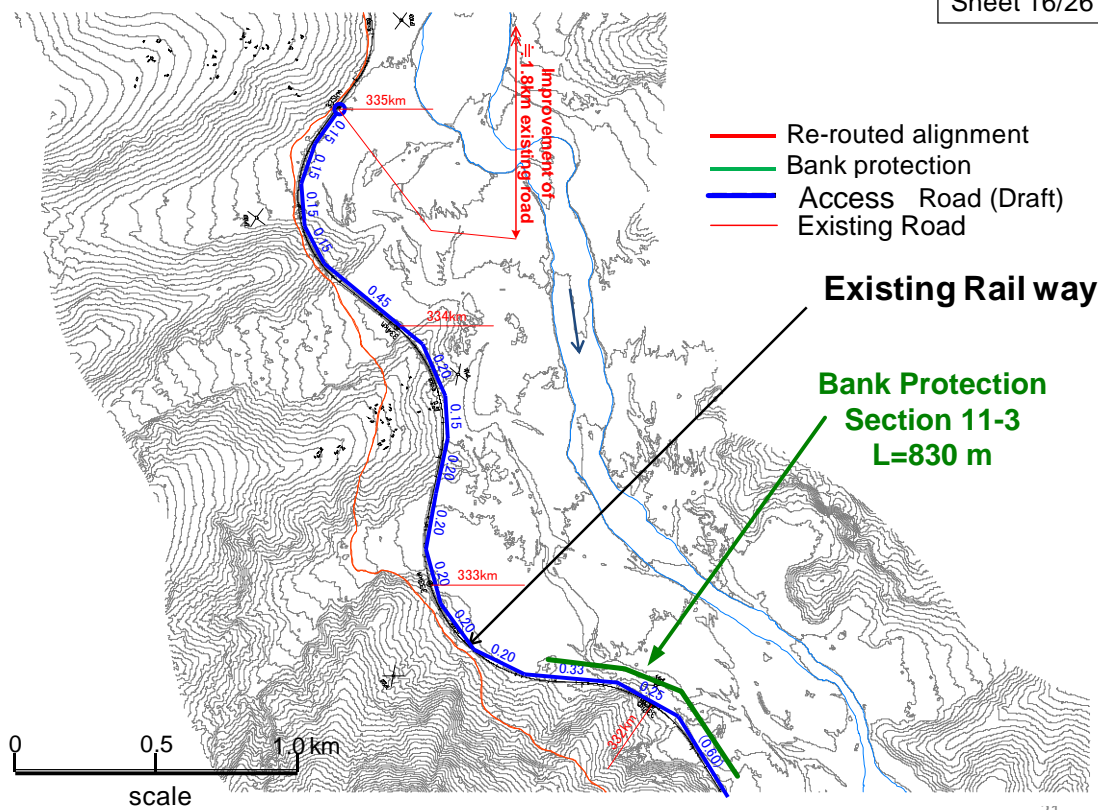 Sheet 16/26
335km
Improvement of
≒1.8km existing road
Re-routed alignment
Bank protection
Access Road (Draft)
Existing Road
Existing Rail way
0.15
0.15
0.15
0.15
0.45
334km
0.20
0.15
0.20
0.20
0.20
333km
0.20
0.20
0.33
0.25
332km
(0.60)
Bank Protection
Section 11-3
L=830 m
0 0.5 1.0 km
scale